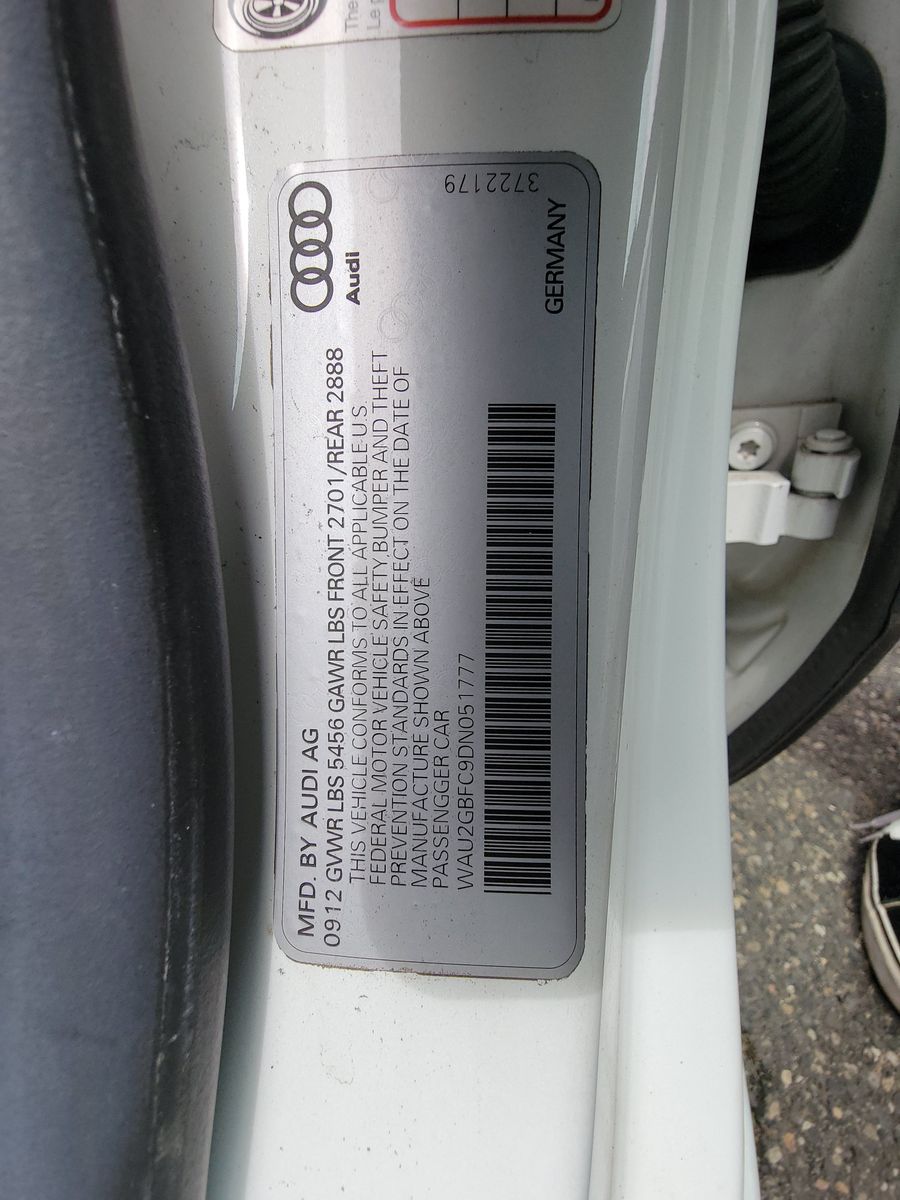 The
Le p
Audi
MFD. BY AUDI AG
0912 GVWR LBS 5456 GAWR LBS FRONT 2701/REAR 2888
THIS VEHICLE CONFORMS TO ALL APPLICABLE U.S.
FEDERAL MOTOR VEHICLE SAFETY, BUMPER AND THEFT
PREVENTION STANDARDS IN EFFECT ON THE DATE OF
MANUFACTURE SHOWN ABOVE
PASSENGGER CAR
WAU2GBFC9DN051777
GERMANY
3722179